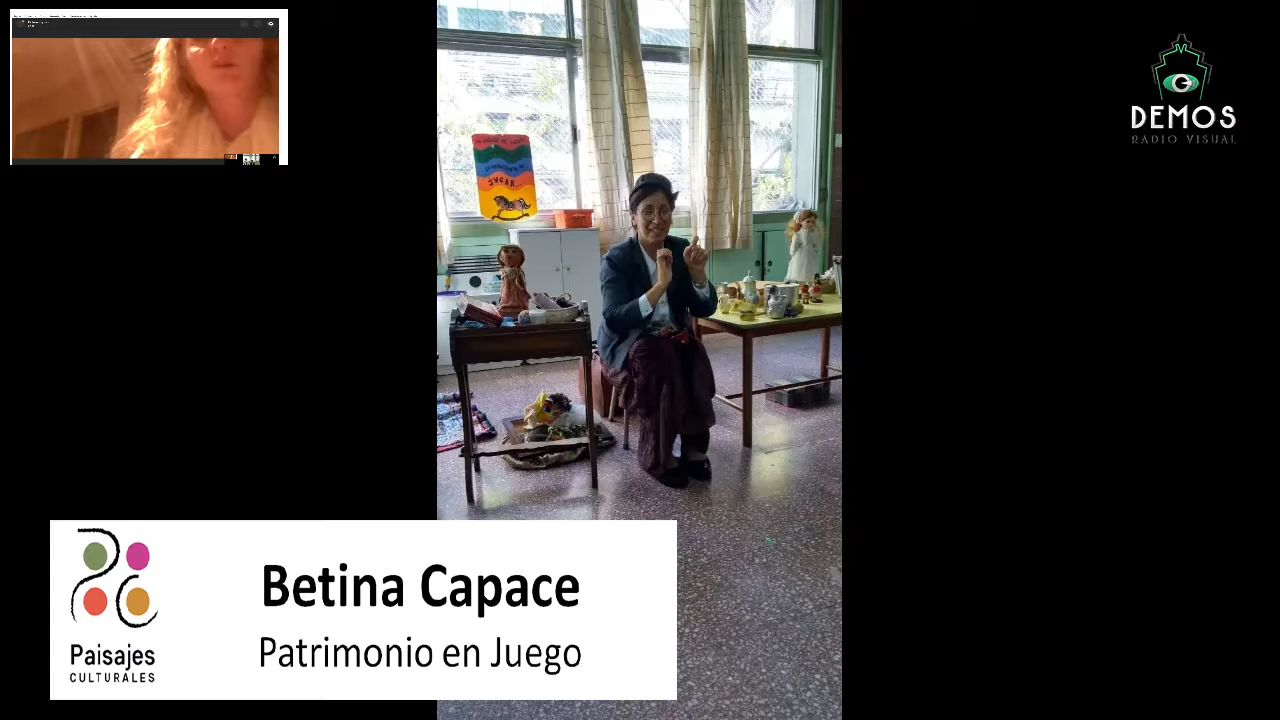 DEMOS
RADIO VISUAL
JUGAR...
Betina Capace
Patrimonio en Juego
Paisajes
CULTURALES